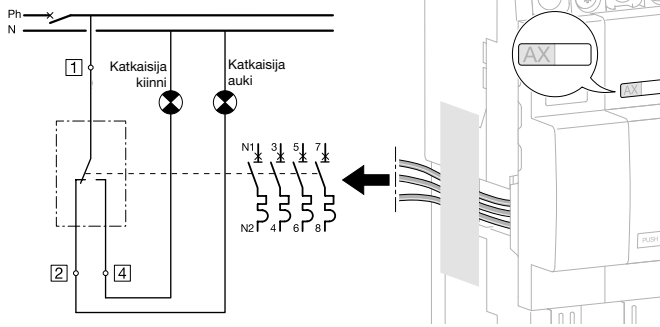 Ph
N
1
Katkaisija
kiinni
Katkaisija
auki
AX
AX
N1 3 5 7
N2 4 6 8
2
4
PUSH